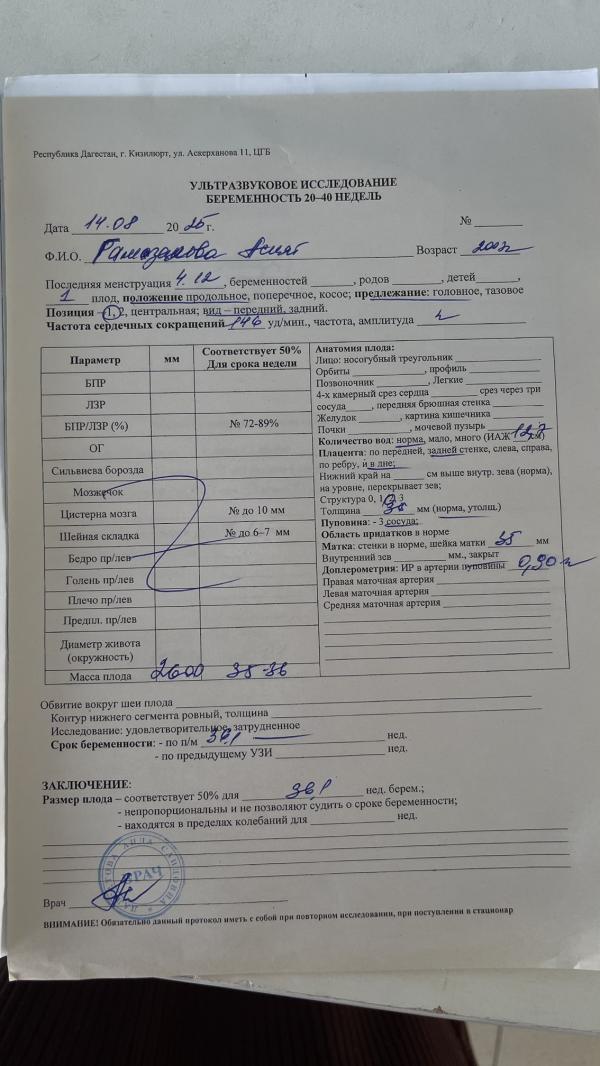 Республика Дагестан, г. Кизилюрт, ул. Аскерханова 11, ЦГБ
УЛЬТРАЗВУКОВОЕ ИССЛЕДОВАНИЕ
БЕРЕМЕННОСТЬ 20–40 НЕДЕЛЬ
Дата 14.08 20 25 г. №
Ф.И.О. Возраст
Последняя менструация 4.12, беременностей, родов, детей,
1 плод, положение продольное, поперечное, косое; предлежание: головное, тазовое
Позиция – 1, 2, центральная; вид – передний, задний.
Частота сердечных сокращений 146 уд/мин., частота, амплитуда
Параметр мм Соответствует 50%
Для срока недели
БПР
ЛЗР
БПР/ЛЗР (%) № 72-89%
ОГ
Сильвиева борозда
Мозжечок
Цистерна мозга № до 10 мм
Шейная складка № до 6–7 мм
Бедро пр/лев
Голень пр/лев
Плечо пр/лев
Предпл. пр/лев
Диаметр живота
(окружность)
Масса плода 2600 35-36
Анатомия плода:
Лицо: носогубный треугольник
Орбиты, профиль
Позвоночник, Легкие
4-х камерный срез сердца срез через три
сосуда, передняя брюшная стенка
Желудок, картина кишечника
Почки, мочевой пузырь
Количество вод: норма, мало, много (ИАЖ 12,7 см)
Плацента: по передней, задней стенке, слева, справа,
по ребру, и в дне;
Нижний край на см выше внутр. зева (норма),
на уровне, перекрывает зев;
Структура 0, 1, 2, 3
Толщина мм (норма, утолщ.)
Пуповина: - 3 сосуда;
Область придатков в норме
Матка: стенки в норме, шейка матки 35 мм
Внутренний зев мм., закрыт
Доплерометрия: ИР в артерии пуповины
Правая маточная артерия
Левая маточная артерия
Средняя маточная артерия
Обвитие вокруг шеи плода
Контур нижнего сегмента ровный, толщина
Исследование: удовлетворительное, затрудненное
Срок беременности: - по п/м 36,1 нед.
- по предыдущему УЗИ нед.
ЗАКЛЮЧЕНИЕ:
Размер плода – соответствует 50% для 36,1 нед. берем.;
- непропорциональны и не позволяют судить о сроке беременности;
- находятся в пределах колебаний для нед.
ВРАЧ
Врач
ВНИМАНИЕ! Обязательно данный протокол иметь с собой при повторном исследовании, при поступлении в стационар